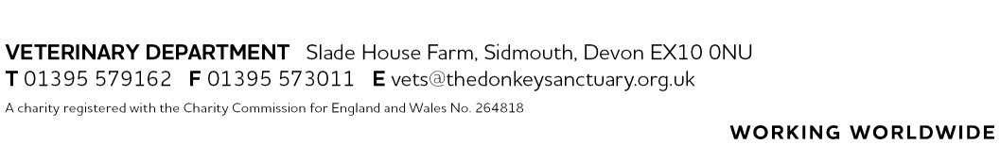 VETERINARY DEPARTMENT Slade House Farm, Sidmouth, Devon EX10 0NU
T 01395 579162 F 01395 573011 E vets@thedonkeysanctuary.org.uk
A charity registered with the Charity Commission for England and Wales No. 264818
WORKING WORLDWIDE